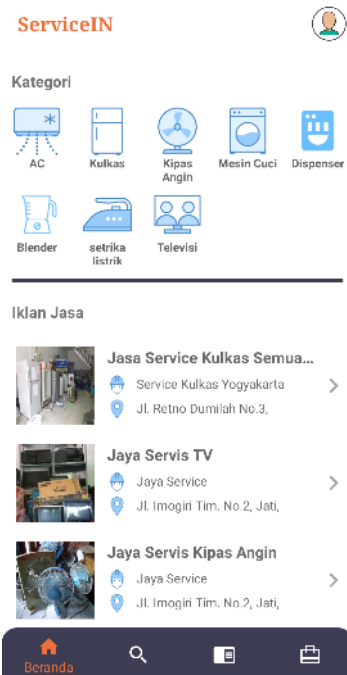 ServiceIN
Kategori
AC
Kulkas
Kipas
Angin
Mesin Cuci
Dispenser
Blender
setrika
listrik
Televisi
Iklan Jasa
Jasa Service Kulkas Semua...
Service Kulkas Yogyakarta
Jl. Retno Dumilah No.3,
Jaya Servis TV
Jaya Service
Jl. Imogiri Tim. No.2, Jati,
Jaya Servis Kipas Angin
Jaya Service
Jl. Imogiri Tim. No.2, Jati,
Beranda